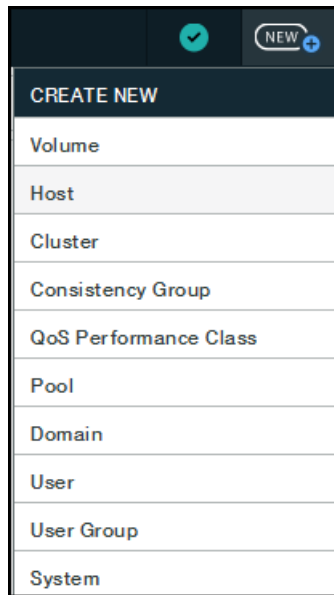 NEW
CREATE NEW
Volume
Host
Cluster
Consistency Group
QoS Performance Class
Pool
Domain
User
User Group
System